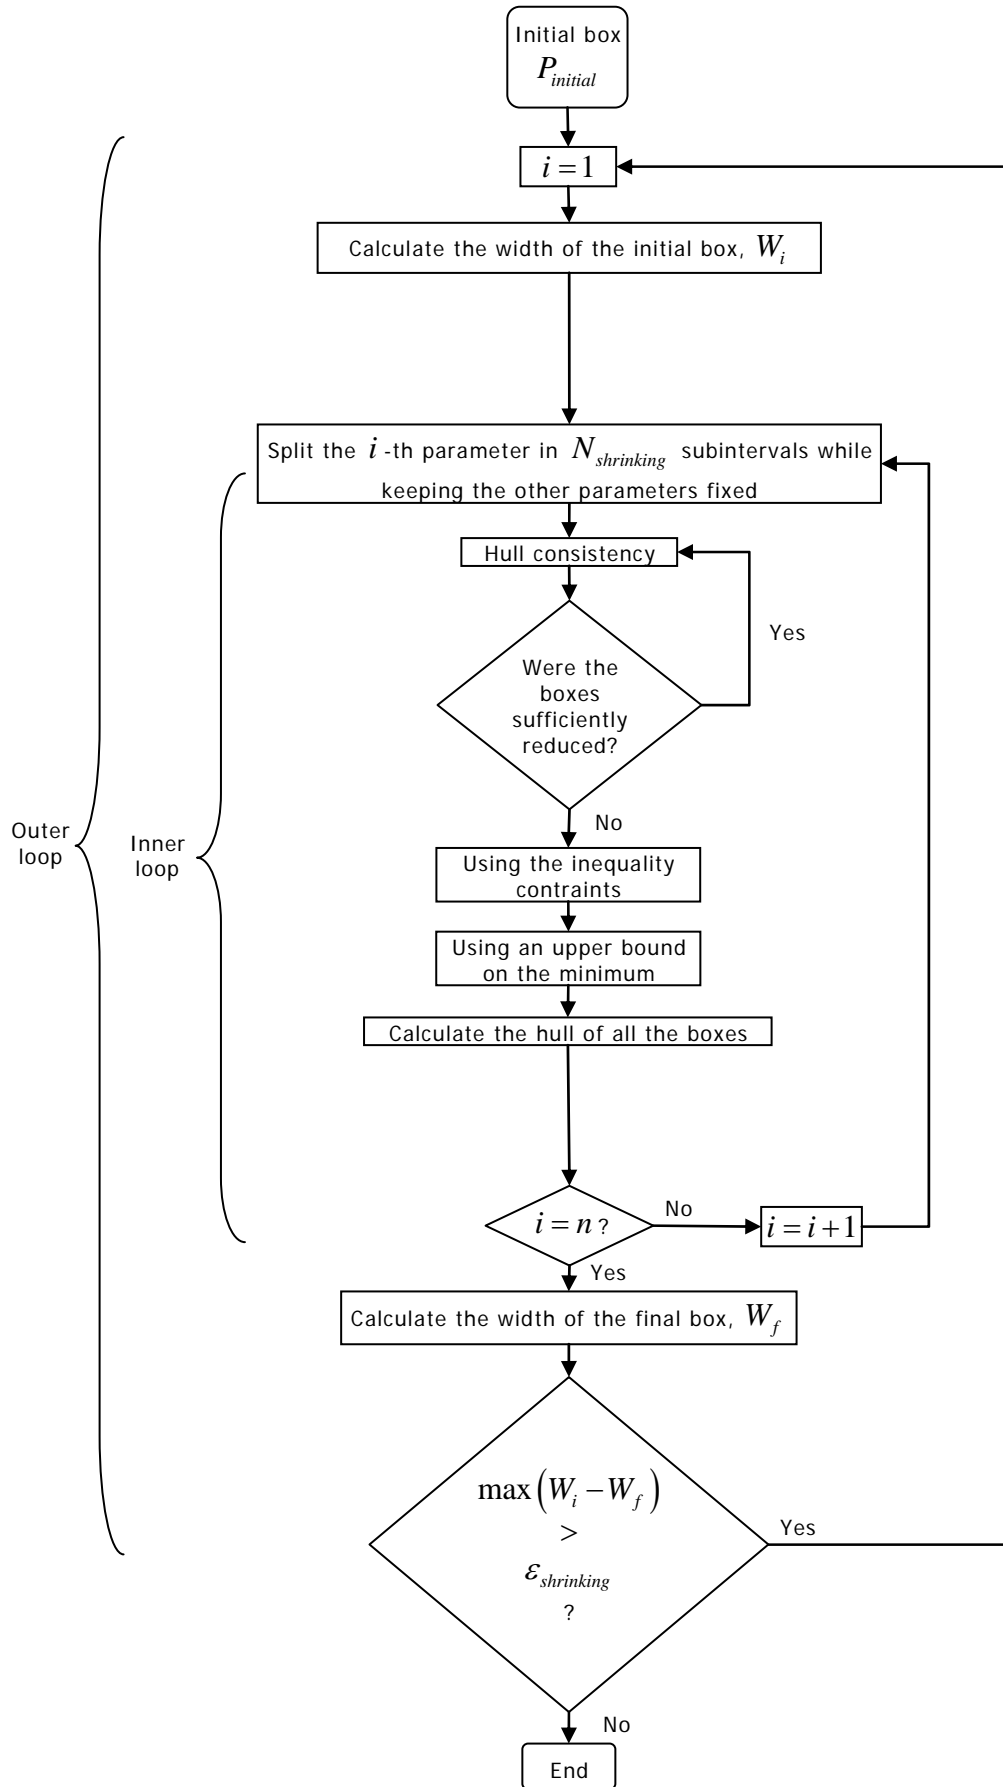 Initial box
P_initial
i = 1
Calculate the width of the initial box, W_i
Split the i -th parameter in N_shrinking subintervals while
keeping the other parameters fixed
Hull consistency
Yes
Were the
boxes
sufficiently
reduced?
No
Outer
loop
Inner
loop
Using the inequality
contraints
Using an upper bound
on the minimum
Calculate the hull of all the boxes
i = n ?
No
i = i + 1
Yes
Calculate the width of the final box, W_f
max (W_i − W_f)
>
ε_shrinking
?
Yes
No
End